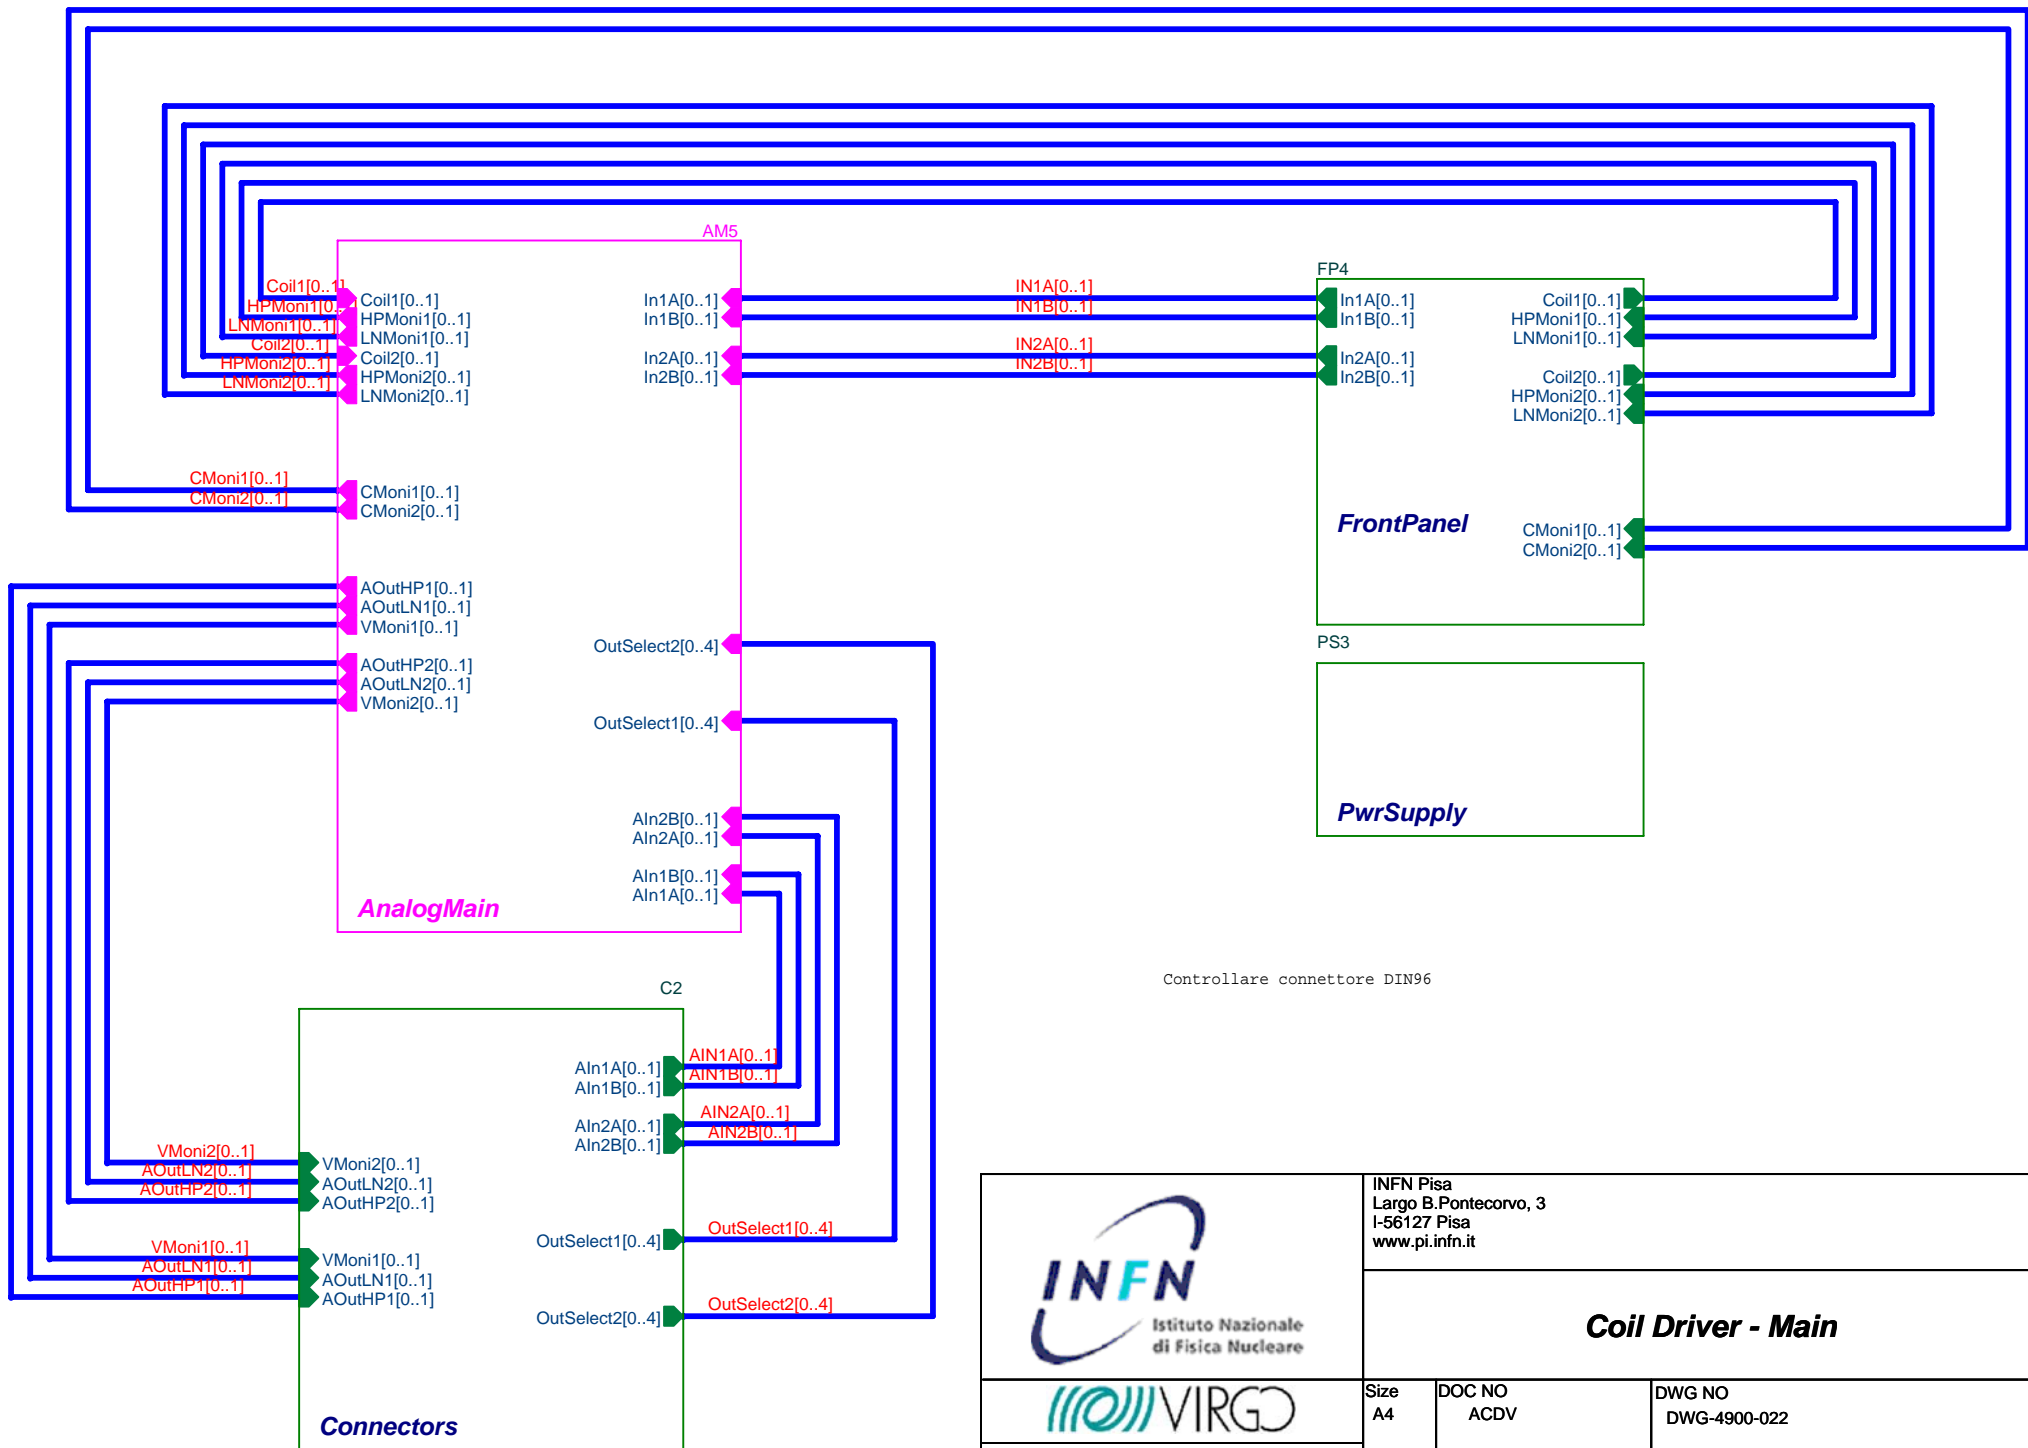 AM5
Coil1[0..1]
HPMoni1[0..1]
LNMoni1[0..1]
Coil2[0..1]
HPMoni2[0..1]
LNMoni2[0..1]
Coil1[0..1]
HPMoni1[0..1]
LNMoni1[0..1]
Coil2[0..1]
HPMoni2[0..1]
LNMoni2[0..1]
In1A[0..1]
In1B[0..1]
In2A[0..1]
In2B[0..1]
IN1A[0..1]
IN1B[0..1]
IN2A[0..1]
IN2B[0..1]
FP4
In1A[0..1]
In1B[0..1]
In2A[0..1]
In2B[0..1]
Coil1[0..1]
HPMoni1[0..1]
LNMoni1[0..1]
Coil2[0..1]
HPMoni2[0..1]
LNMoni2[0..1]
CMoni1[0..1]
CMoni2[0..1]
FrontPanel
CMoni1[0..1]
CMoni2[0..1]
CMoni1[0..1]
CMoni2[0..1]
AOutHP1[0..1]
AOutLN1[0..1]
VMoni1[0..1]
AOutHP2[0..1]
AOutLN2[0..1]
VMoni2[0..1]
OutSelect2[0..4]
OutSelect1[0..4]
AIn2B[0..1]
AIn2A[0..1]
AIn1B[0..1]
AIn1A[0..1]
AnalogMain
PS3
PwrSupply
Controllare connettore DIN96
C2
AIn1A[0..1]
AIn1B[0..1]
AIn2A[0..1]
AIn2B[0..1]
AIN1A[0..1]
AIN1B[0..1]
AIN2A[0..1]
AIN2B[0..1]
VMoni2[0..1]
AOutLN2[0..1]
AOutHP2[0..1]
VMoni2[0..1]
AOutLN2[0..1]
AOutHP2[0..1]
VMoni1[0..1]
AOutLN1[0..1]
AOutHP1[0..1]
VMoni1[0..1]
AOutLN1[0..1]
AOutHP1[0..1]
OutSelect1[0..4]
OutSelect1[0..4]
OutSelect2[0..4]
OutSelect2[0..4]
Connectors
INFN
Istituto Nazionale
di Fisica Nucleare
VIRGO
INFN Pisa
Largo B.Pontecorvo, 3
I-56127 Pisa
www.pi.infn.it
Coil Driver - Main
Size
A4
DOC NO
ACDV
DWG NO
DWG-4900-022